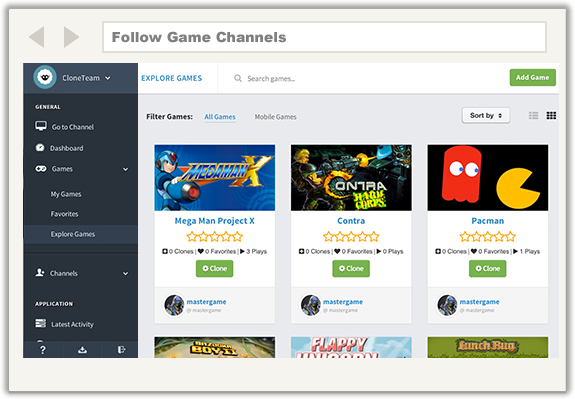 Follow Game Channels
CloneTeam
EXPLORE GAMES
Search games..
Add Game
GENERAL
Go to Channel
Dashboard
Games
My Games
Favorites
Explore Games
Channels
APPLICATION
Latest Activity
?
Filter Games: All Games Mobile Games
Sort by
MEGAMAN X
Mega Man Project X
0 Clones | 0 Favorites | 3 Plays
Clone
mastergame
@ mastergame
CONTRA
HARD CORPS
Contra
0 Clones | 0 Favorites | 0 Plays
Clone
mastergame
@ mastergame
Pacman
0 Clones | 0 Favorites | 1 Plays
Clone
mastergame
@ mastergame
FLAPPY
UNICORN
Lunch Bug